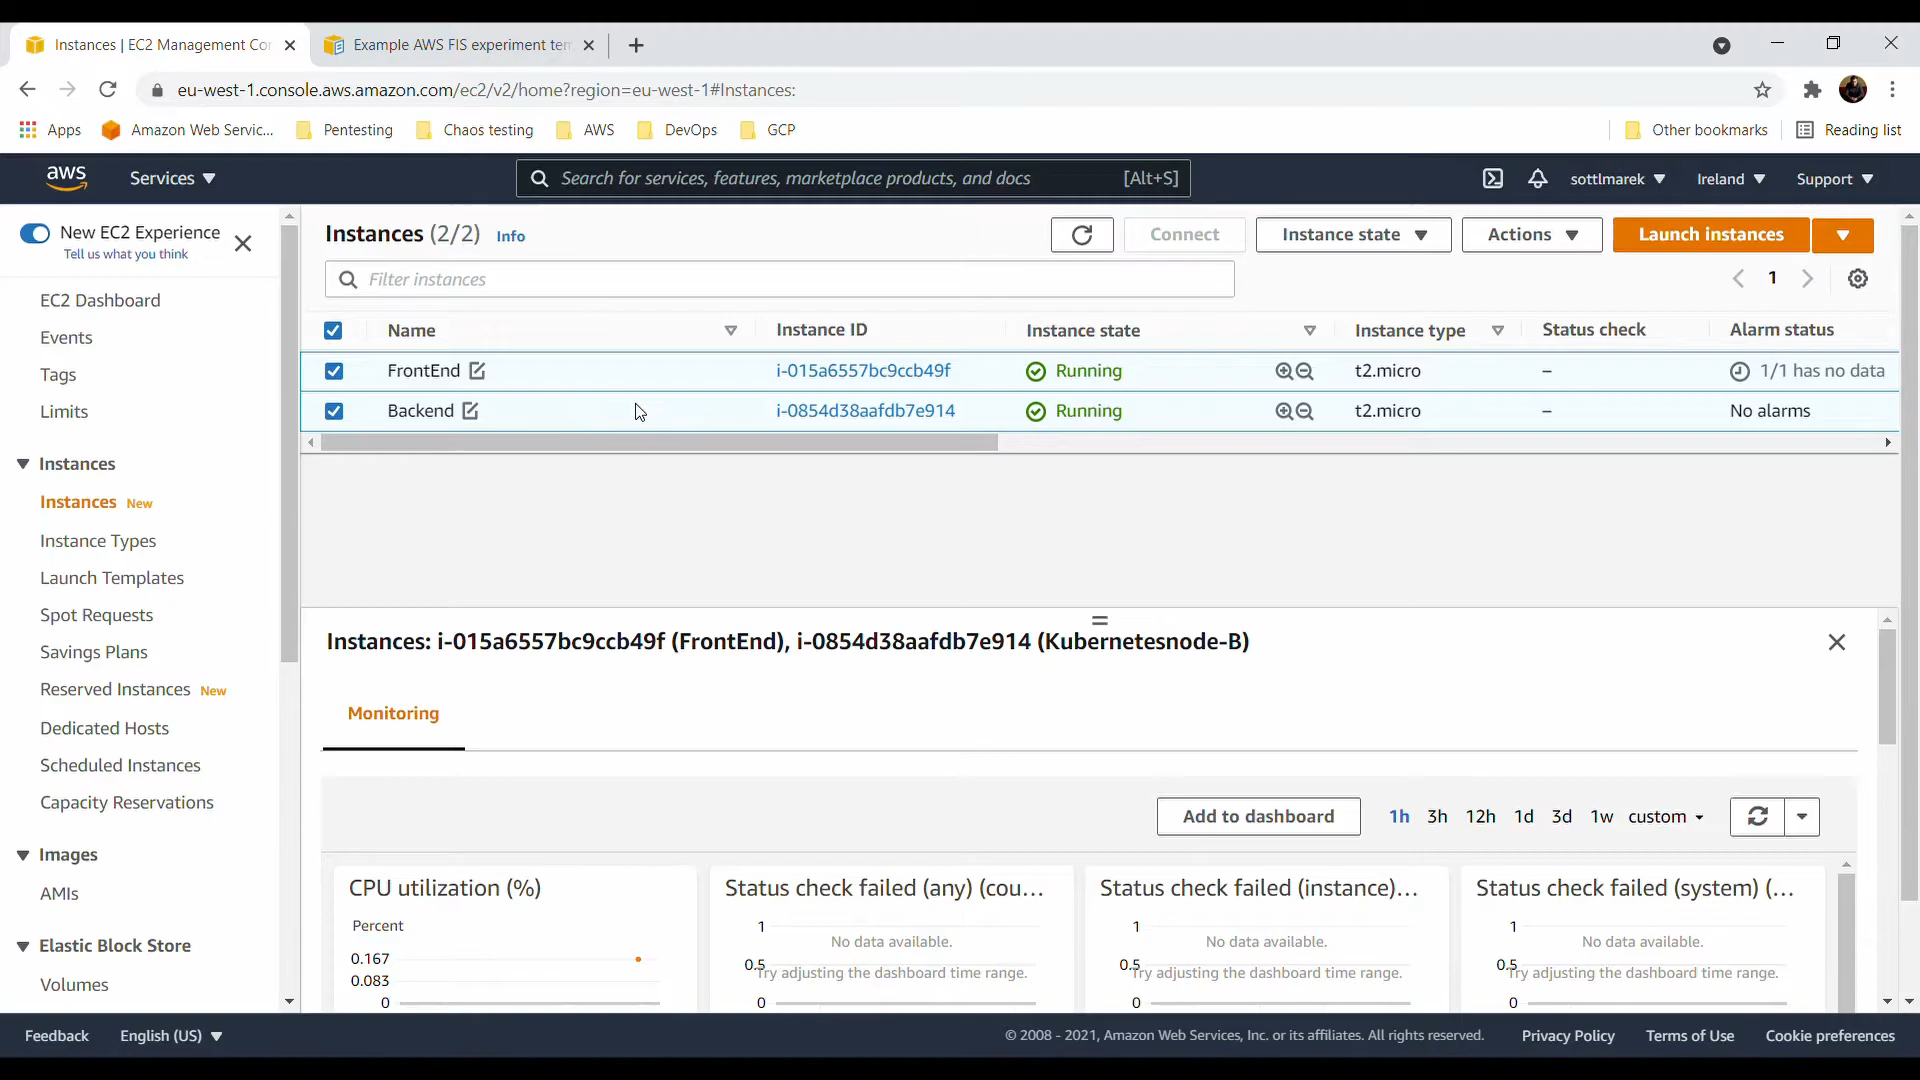 Instances | EC2 Management Co
Example AWS FIS experiment tem
eu-west-1.console.aws.amazon.com/ec2/v2/home?region=eu-west-1#Instances:
Apps Amazon Web Servic... Pentesting Chaos testing AWS DevOps GCP Other bookmarks Reading list
aws Services Search for services, features, marketplace products, and docs [Alt+S] sottlmarek Ireland Support
New EC2 Experience
Tell us what you think
EC2 Dashboard
Events
Tags
Limits
Instances
Instances New
Instance Types
Launch Templates
Spot Requests
Savings Plans
Reserved Instances New
Dedicated Hosts
Scheduled Instances
Capacity Reservations
Images
AMIs
Elastic Block Store
Volumes
Instances (2/2) Info Connect Instance state Actions Launch instances
Filter instances 1
Name Instance ID Instance state Instance type Status check Alarm status
FrontEnd i-015a6557bc9ccb49f Running t2.micro – 1/1 has no data
Backend i-0854d38aafdb7e914 Running t2.micro – No alarms
Instances: i-015a6557bc9ccb49f (FrontEnd), i-0854d38aafdb7e914 (Kubernetesnode-B)
Monitoring
Add to dashboard 1h 3h 12h 1d 3d 1w custom
CPU utilization (%)
Percent
0.167
0.083
0
Status check failed (any) (cou...
1
No data available.
0.5
Try adjusting the dashboard time range.
0
Status check failed (instance)...
1
No data available.
0.5
Try adjusting the dashboard time range.
0
Status check failed (system) (...
1
No data available.
0.5
Try adjusting the dashboard time range.
0
Feedback English (US) © 2008 - 2021, Amazon Web Services, Inc. or its affiliates. All rights reserved. Privacy Policy Terms of Use Cookie preferences